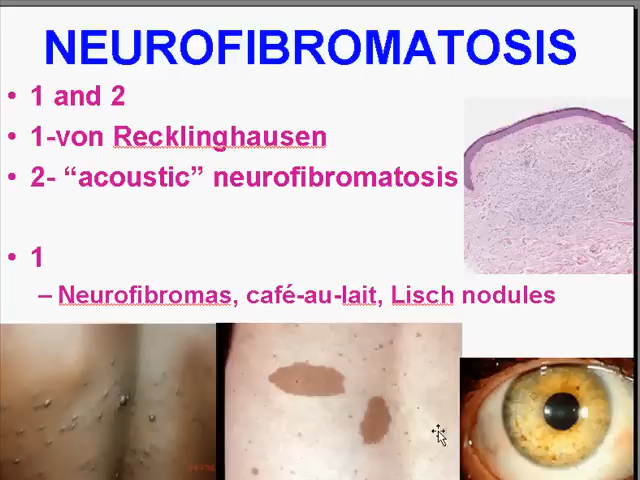 NEUROFIBROMATOSIS
• 1 and 2
• 1-von Recklinghausen
• 2- “acoustic” neurofibromatosis
• 1
– Neurofibromas, café-au-lait, Lisch nodules